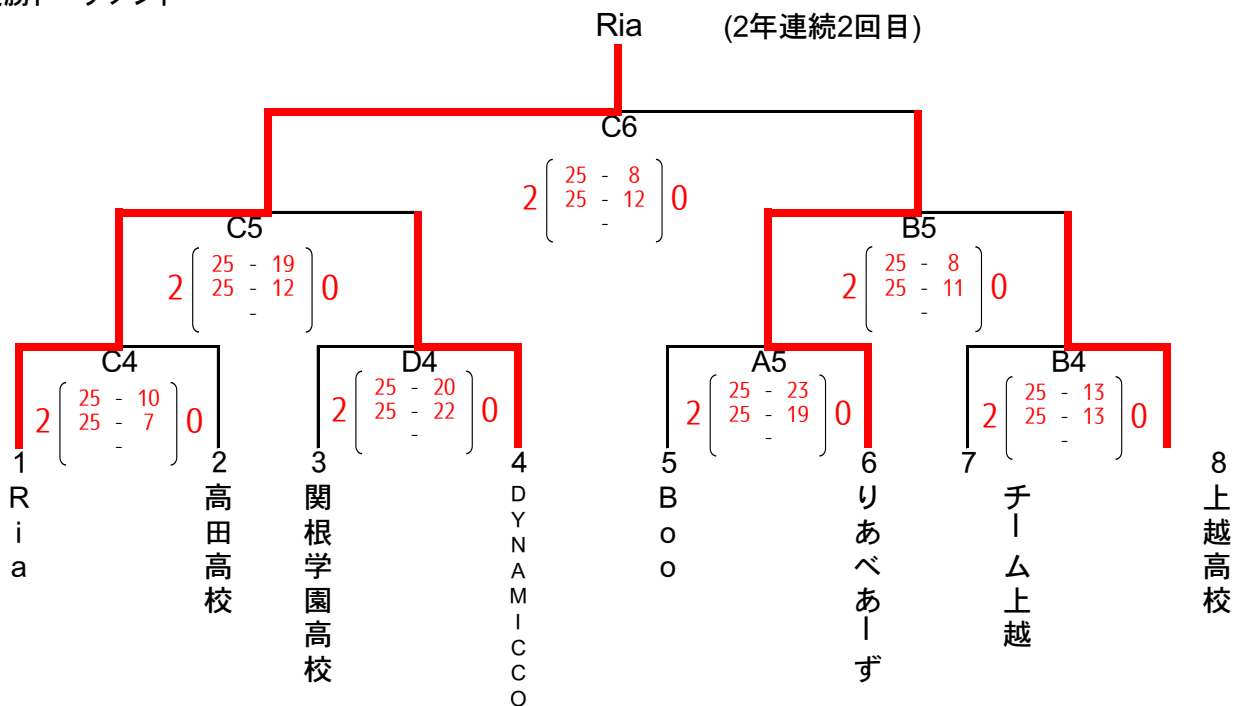 Ria (2年連続2回目)
C6
2 25 - 8 0
25 - 12
-
C5
2 25 - 19 0
25 - 12
-
B5
2 25 - 8 0
25 - 11
-
C4
2 25 - 10 0
25 - 7
-
D4
2 25 - 20 0
25 - 22
-
A5
2 25 - 23 0
25 - 19
-
B4
2 25 - 13 0
25 - 13
-
1 Ria
2 高田高校
3 関根学園高校
4 DYNAMICCO
5 Boo
6 りあべあーず
7 チーム上越
8 上越高校